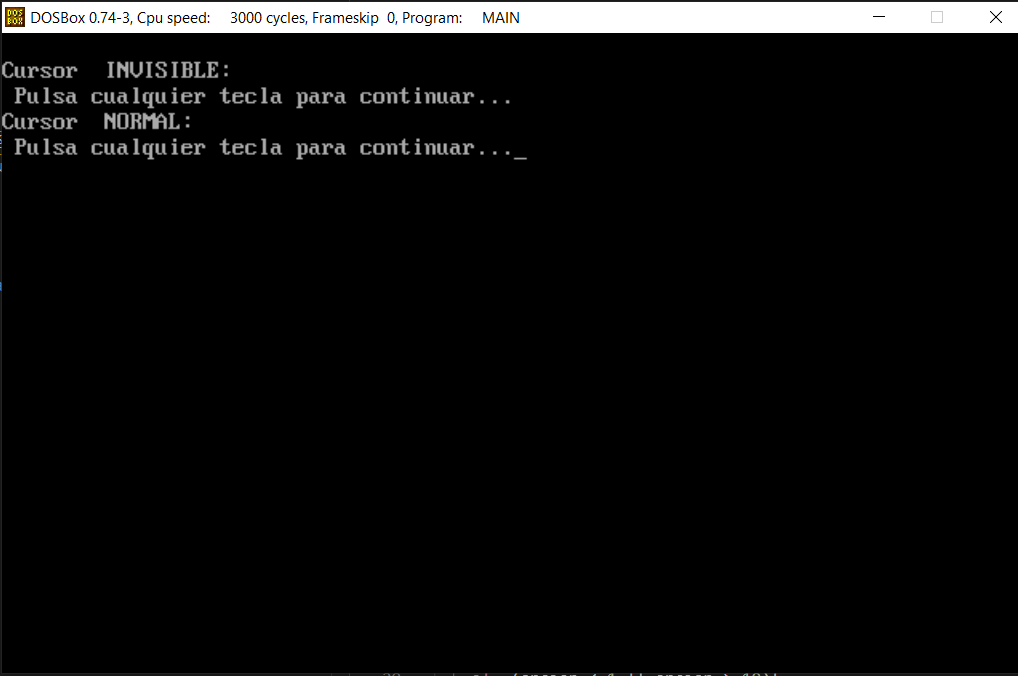 DOSBox 0.74-3, Cpu speed: 3000 cycles, Frameskip 0, Program: MAIN
Cursor INVISIBLE:
Pulsa cualquier tecla para continuar...
Cursor NORMAL:
Pulsa cualquier tecla para continuar..._